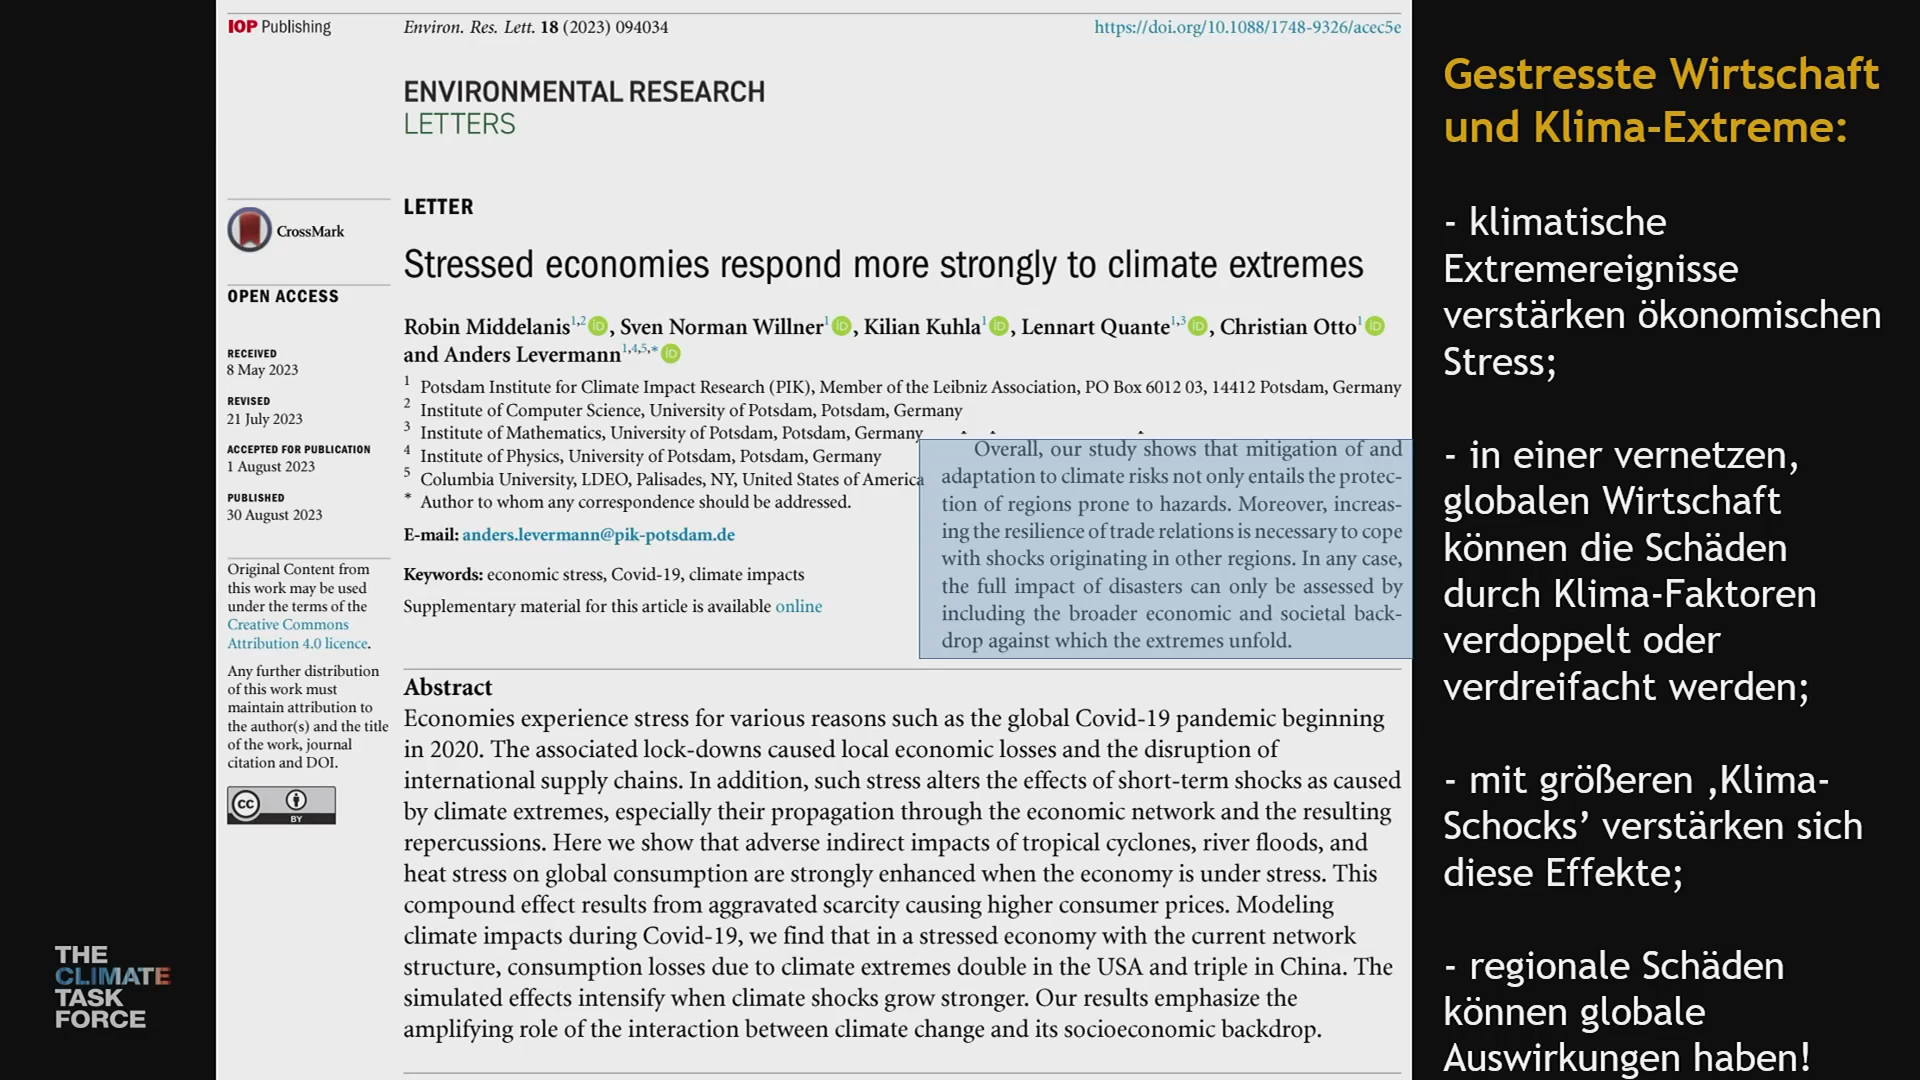 IOP Publishing
Environ. Res. Lett. 18 (2023) 094034
https://doi.org/10.1088/1748-9326/acec5e
ENVIRONMENTAL RESEARCH
LETTERS
CrossMark
OPEN ACCESS
RECEIVED
8 May 2023
REVISED
21 July 2023
ACCEPTED FOR PUBLICATION
1 August 2023
PUBLISHED
30 August 2023
Original Content from
this work may be used
under the terms of the
Creative Commons
Attribution 4.0 licence.
Any further distribution
of this work must
maintain attribution to
the author(s) and the title
of the work, journal
citation and DOI.
CC BY
LETTER
Stressed economies respond more strongly to climate extremes
Robin Middelanis1,2, Sven Norman Willner1, Kilian Kuhla1, Lennart Quante1,3, Christian Otto1
and Anders Levermann1,4,5,*
1 Potsdam Institute for Climate Impact Research (PIK), Member of the Leibniz Association, PO Box 6012 03, 14412 Potsdam, Germany
2 Institute of Computer Science, University of Potsdam, Potsdam, Germany
3 Institute of Mathematics, University of Potsdam, Potsdam, Germany
4 Institute of Physics, University of Potsdam, Potsdam, Germany
5 Columbia University, LDEO, Palisades, NY, United States of America
* Author to whom any correspondence should be addressed.
E-mail: anders.levermann@pik-potsdam.de
Keywords: economic stress, Covid-19, climate impacts
Supplementary material for this article is available online
Overall, our study shows that mitigation of and
adaptation to climate risks not only entails the protec-
tion of regions prone to hazards. Moreover, increas-
ing the resilience of trade relations is necessary to cope
with shocks originating in other regions. In any case,
the full impact of disasters can only be assessed by
including the broader economic and societal back-
drop against which the extremes unfold.
Abstract
Economies experience stress for various reasons such as the global Covid-19 pandemic beginning
in 2020. The associated lock-downs caused local economic losses and the disruption of
international supply chains. In addition, such stress alters the effects of short-term shocks as caused
by climate extremes, especially their propagation through the economic network and the resulting
repercussions. Here we show that adverse indirect impacts of tropical cyclones, river floods, and
heat stress on global consumption are strongly enhanced when the economy is under stress. This
compound effect results from aggravated scarcity causing higher consumer prices. Modeling
climate impacts during Covid-19, we find that in a stressed economy with the current network
structure, consumption losses due to climate extremes double in the USA and triple in China. The
simulated effects intensify when climate shocks grow stronger. Our results emphasize the
amplifying role of the interaction between climate change and its socioeconomic backdrop.
Gestresste Wirtschaft
und Klima-Extreme:
- klimatische
Extremereignisse
verstärken ökonomischen
Stress;
- in einer vernetzen,
globalen Wirtschaft
können die Schäden
durch Klima-Faktoren
verdoppelt oder
verdreifacht werden;
- mit größeren ‚Klima-
Schocks’ verstärken sich
diese Effekte;
- regionale Schäden
können globale
Auswirkungen haben!
THE
CLIMATE
TASK
FORCE